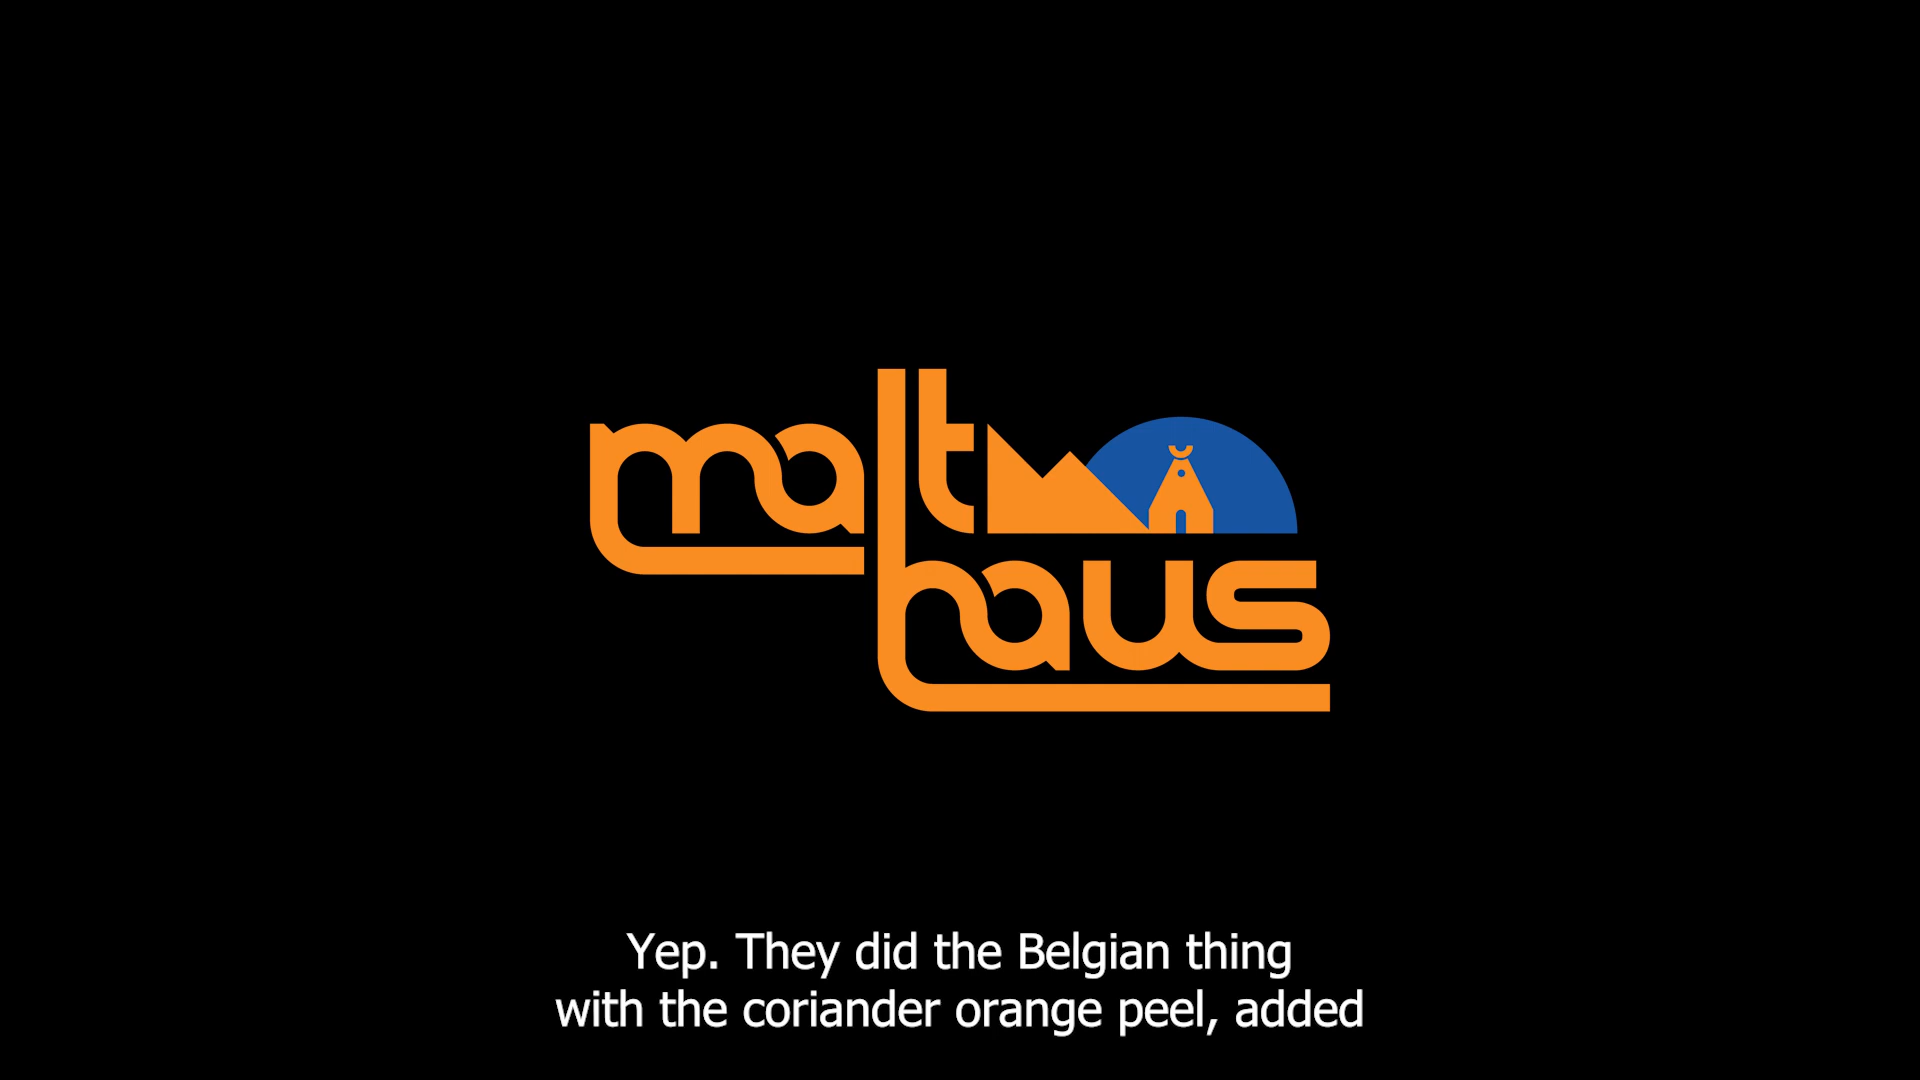 malt
haus
Yep. They did the Belgian thing
with the coriander orange peel, added